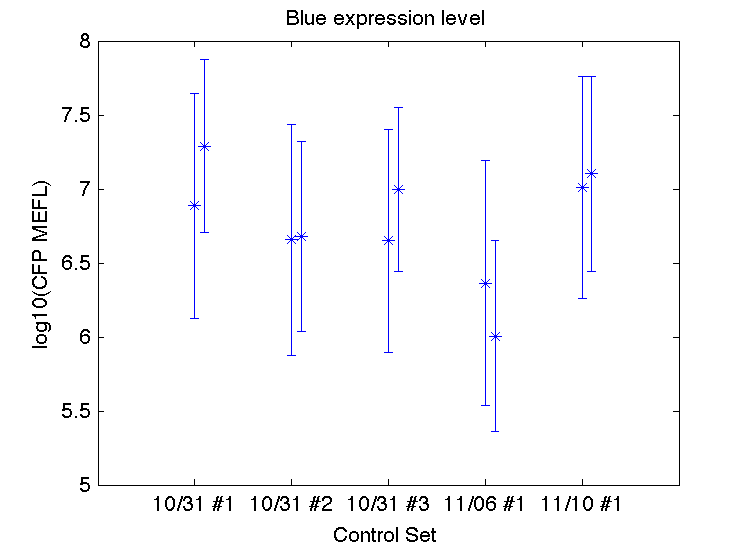 Blue expression level
log10(CFP MEFL)
8
7.5
7
6.5
6
5.5
5
10/31 #1 10/31 #2 10/31 #3 11/06 #1 11/10 #1
Control Set